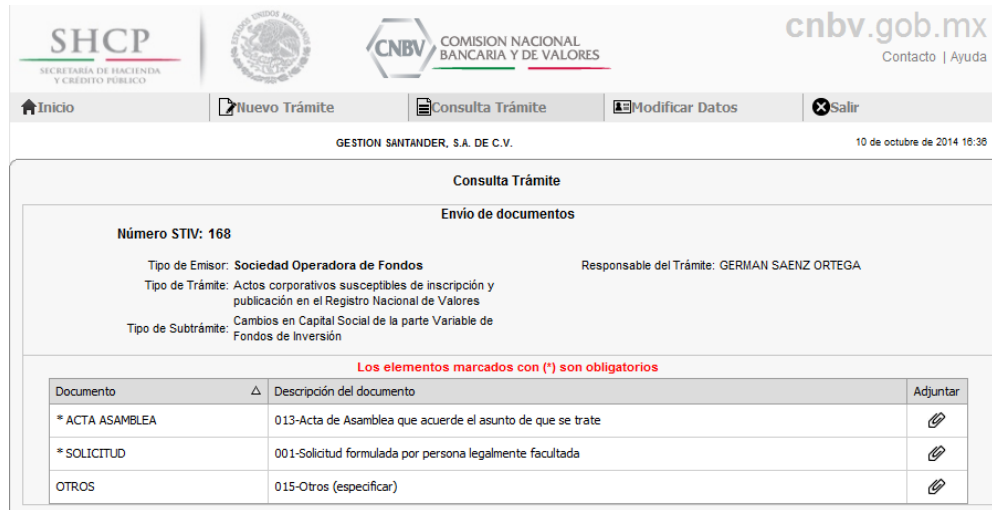 SHCP
SECRETARÍA DE HACIENDA
Y CRÉDITO PÚBLICO
UNIDOS MEXICANOS
CNBV
COMISION NACIONAL
BANCARIA Y DE VALORES
cnbv.gob.mx
Contacto | Ayuda
Inicio
Nuevo Trámite
Consulta Trámite
Modificar Datos
Salir
GESTION SANTANDER, S.A. DE C.V.
10 de octubre de 2014 16:36
Consulta Trámite
Envío de documentos
Número STIV: 168
Tipo de Emisor: Sociedad Operadora de Fondos
Responsable del Trámite: GERMAN SAENZ ORTEGA
Tipo de Trámite: Actos corporativos susceptibles de inscripción y
publicación en el Registro Nacional de Valores
Tipo de Subtrámite: Cambios en Capital Social de la parte Variable de
Fondos de Inversión
Los elementos marcados con (*) son obligatorios
Documento Descripción del documento Adjuntar
* ACTA ASAMBLEA 013-Acta de Asamblea que acuerde el asunto de que se trate
* SOLICITUD 001-Solicitud formulada por persona legalmente facultada
OTROS 015-Otros (especificar)